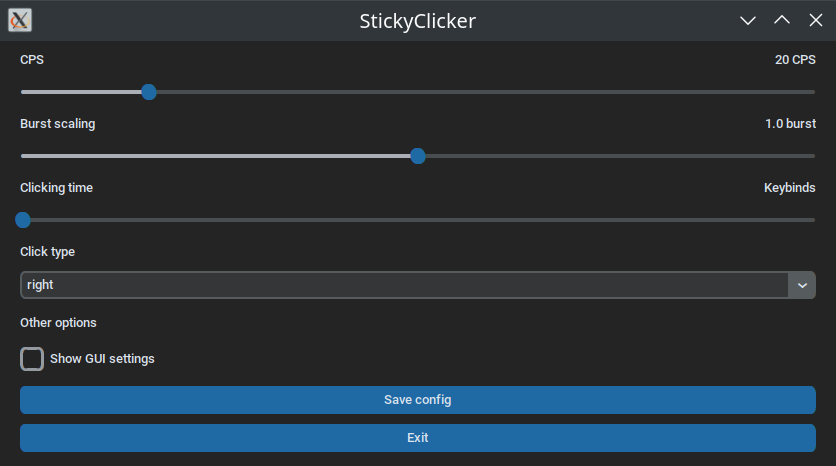 StickyClicker
CPS 20 CPS
Burst scaling 1.0 burst
Clicking time Keybinds
Click type
right
Other options
Show GUI settings
Save config
Exit